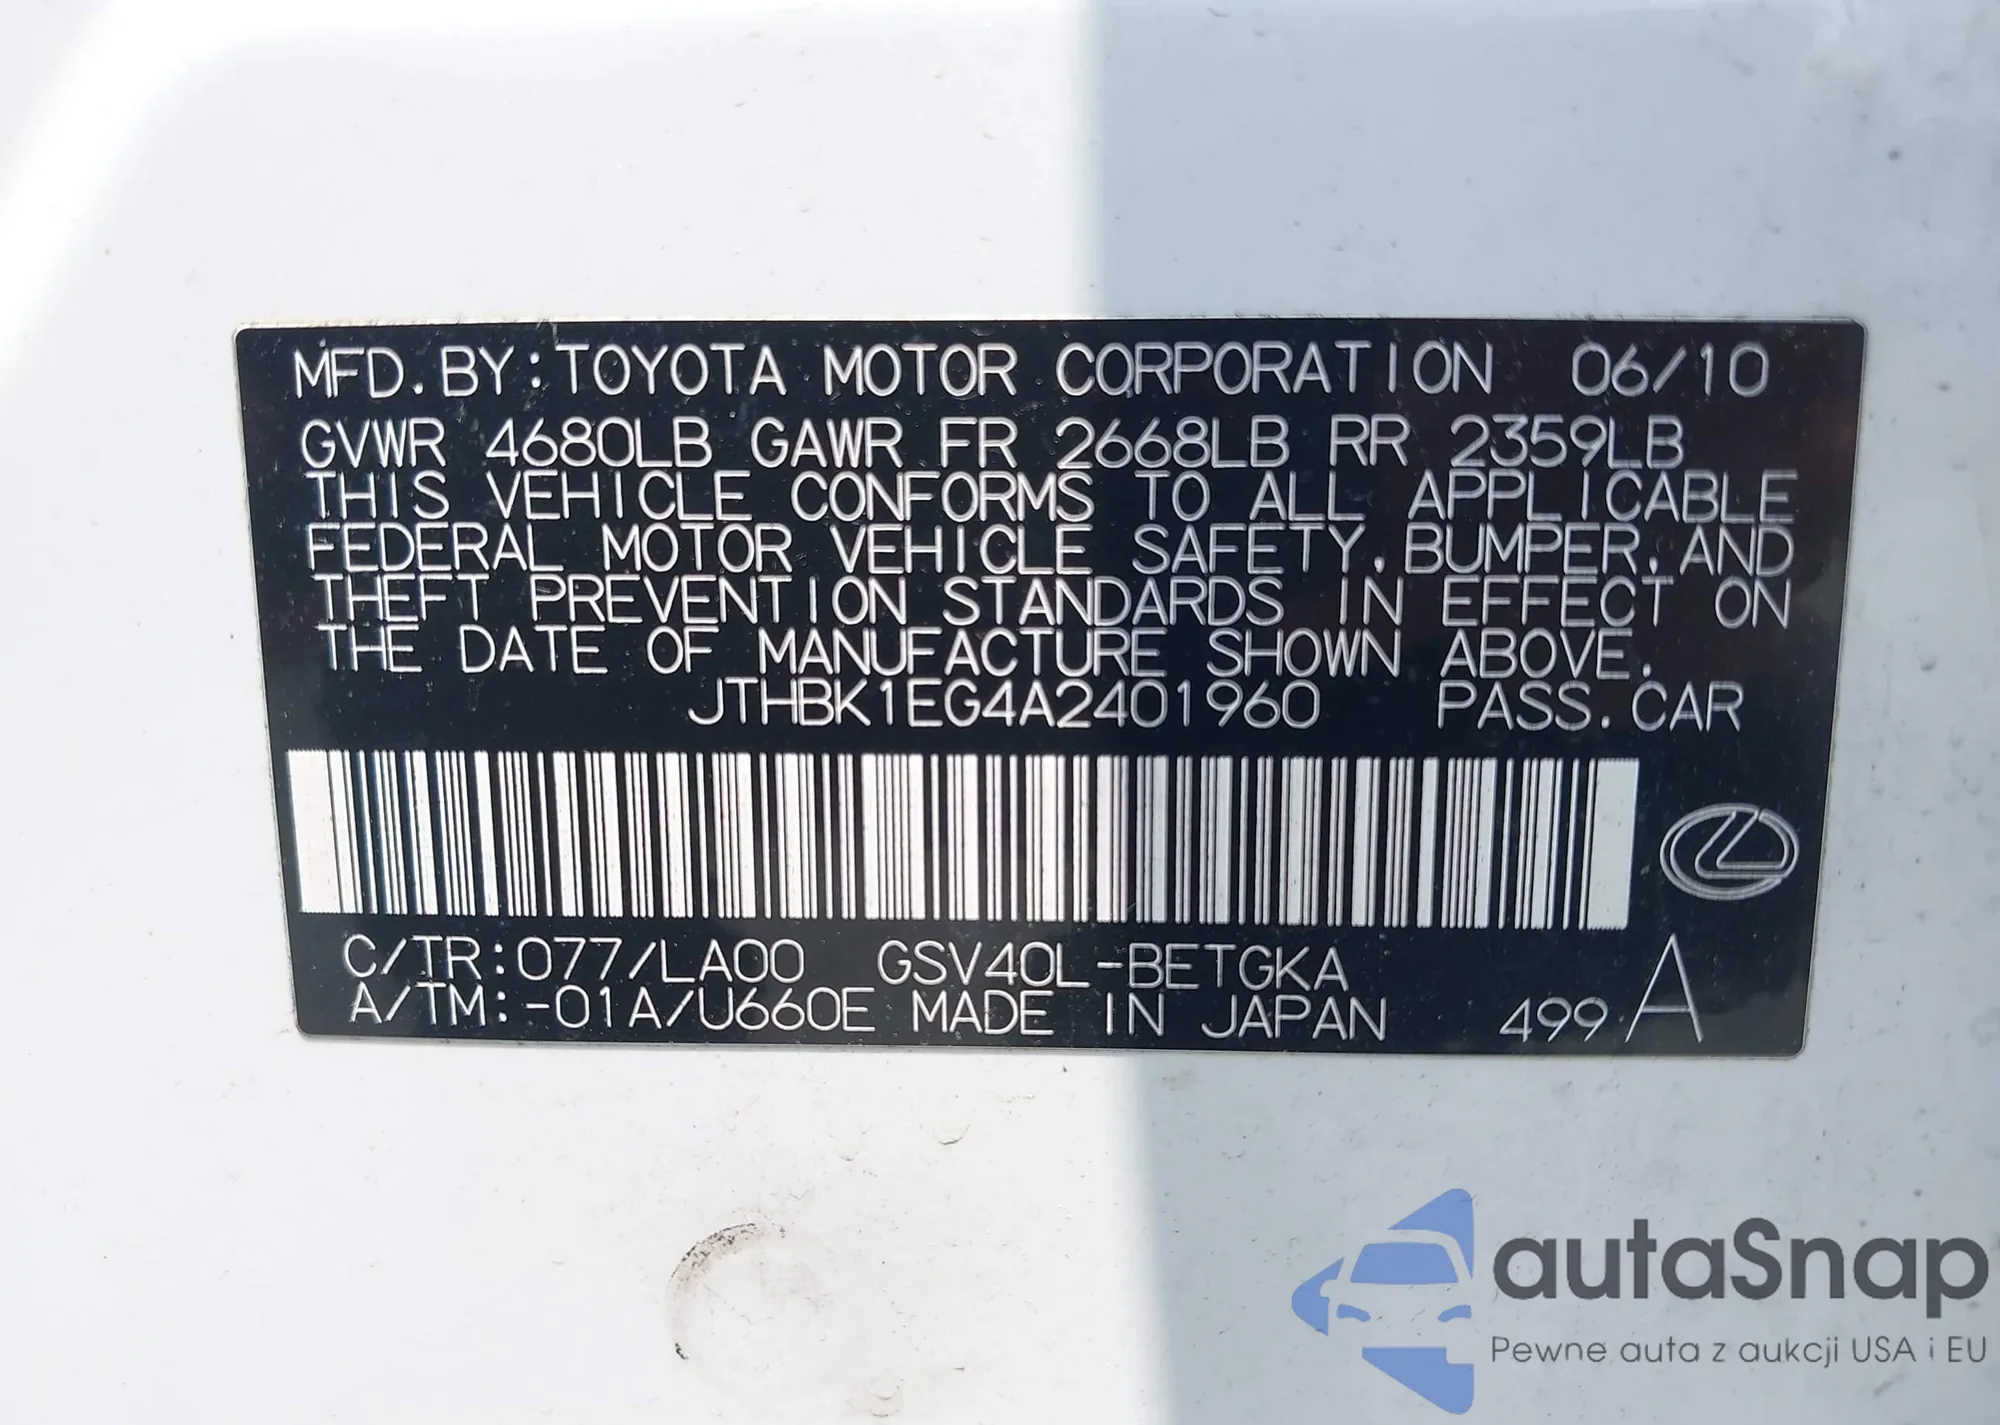 MFD.BY:TOYOTA MOTOR CORPORATION 06/10
GVWR 4680LB GAWR FR 2668LB RR 2359LB
THIS VEHICLE CONFORMS TO ALL APPLICABLE
FEDERAL MOTOR VEHICLE SAFETY,BUMPER,AND
THEFT PREVENTION STANDARDS IN EFFECT ON
THE DATE OF MANUFACTURE SHOWN ABOVE.
JTHBK1EG4A2401960 PASS.CAR
C/TR:077/LA00 GSV40L-BETGKA
A/TM:-01A/U660E MADE IN JAPAN 499 A
autaSnap
Pewne auta z aukcji USA i EU